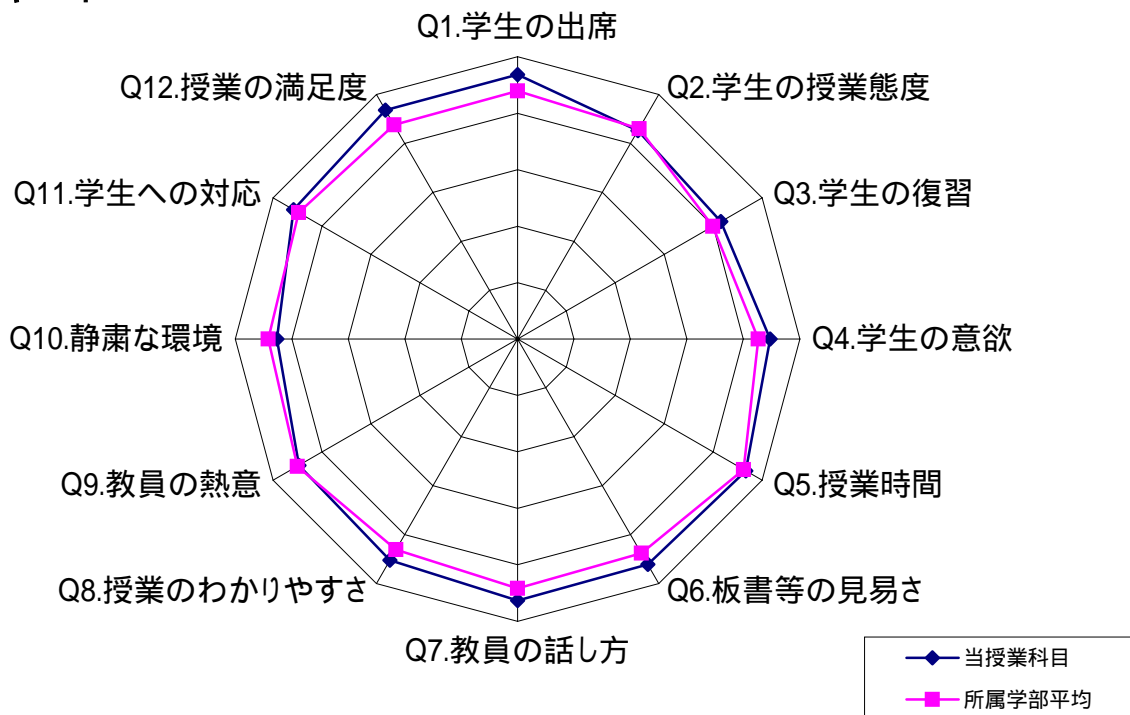 Q1.学生の出席
Q2.学生の授業態度
Q3.学生の復習
Q4.学生の意欲
Q5.授業時間
Q6.板書等の見易さ
Q7.教員の話し方
Q8.授業のわかりやすさ
Q9.教員の熱意
Q10.静粛な環境
Q11.学生への対応
Q12.授業の満足度
当授業科目
所属学部平均